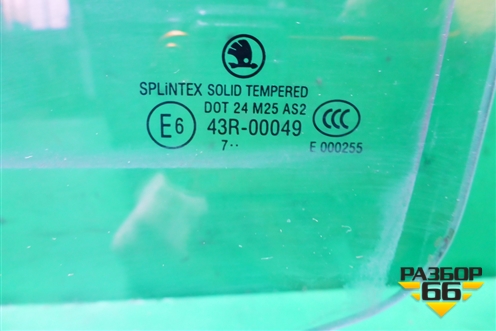 SPLiNTEX SOLID TEMPERED
DOT 24 M25 AS2
E6 43R-00049 CCC
7·· E 000255
РАЗБОР
66